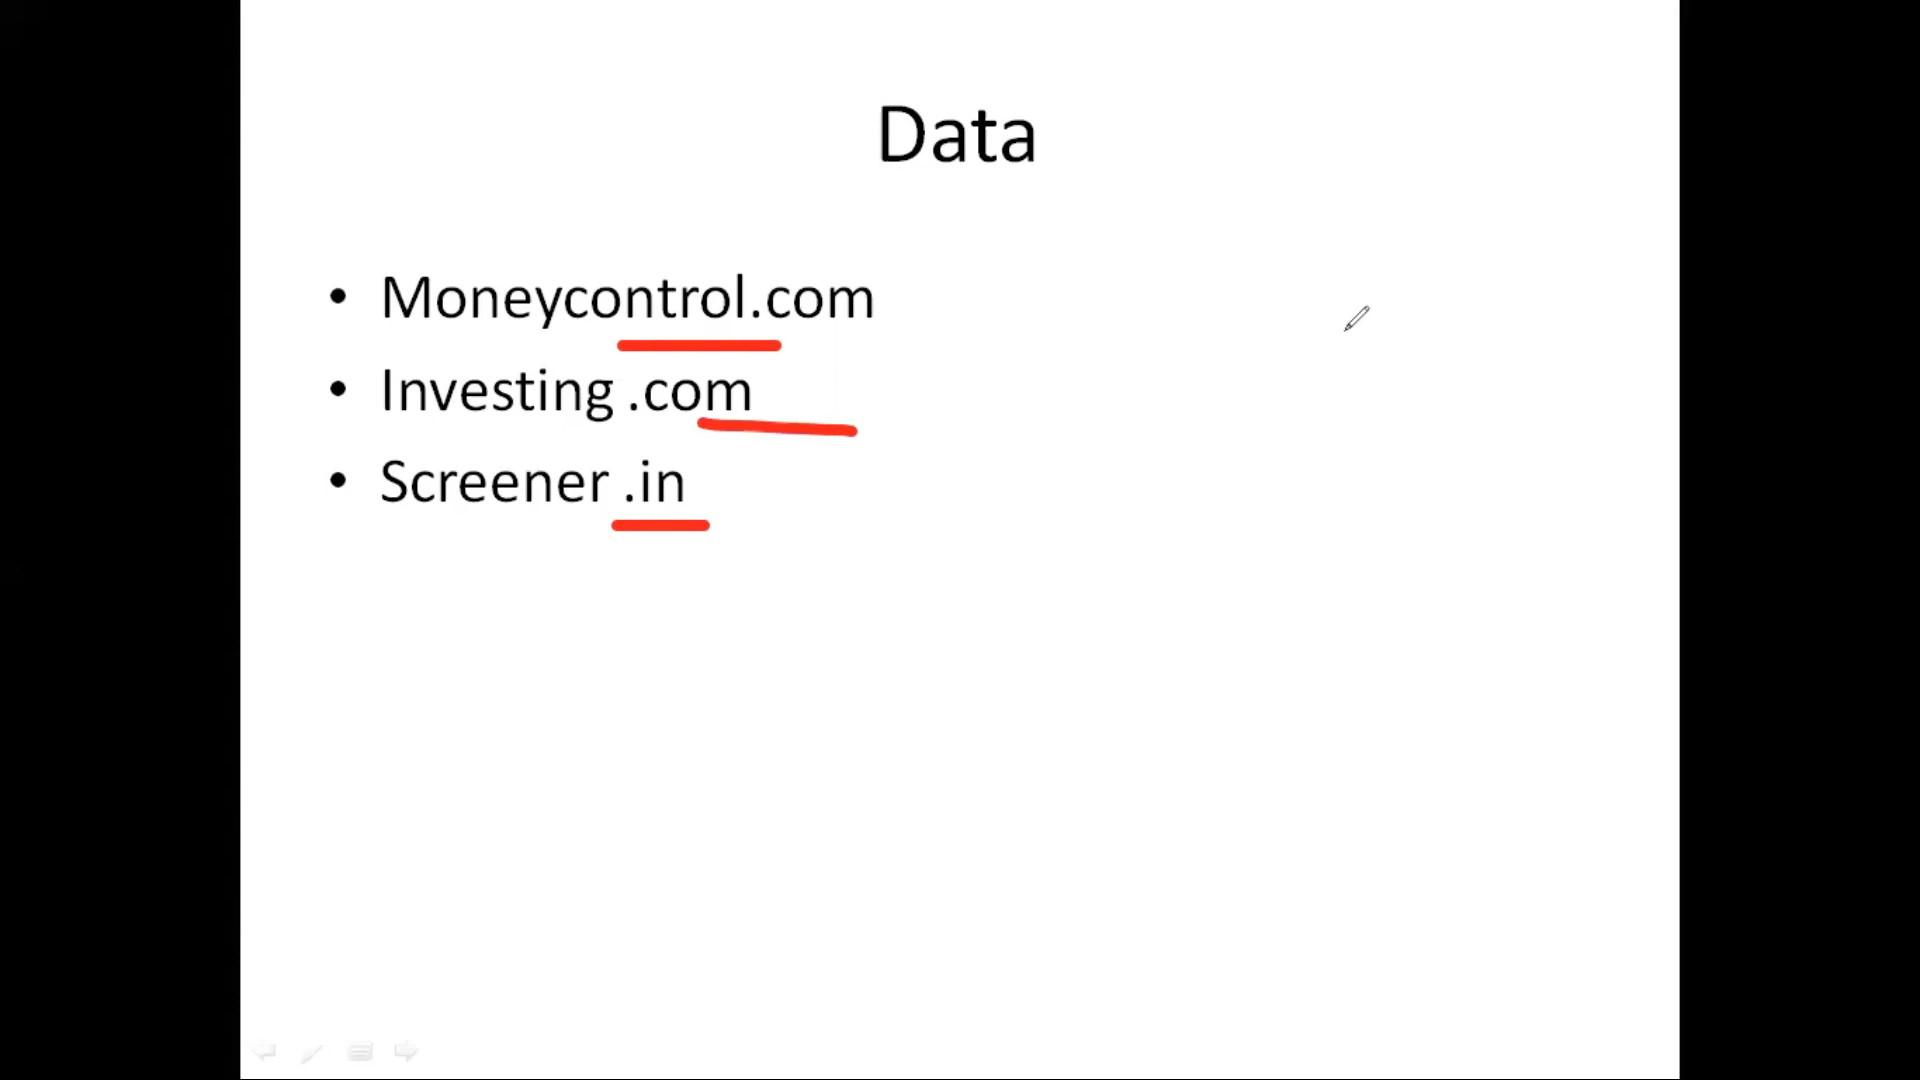 Data
• Moneycontrol.com
• Investing .com
• Screener .in